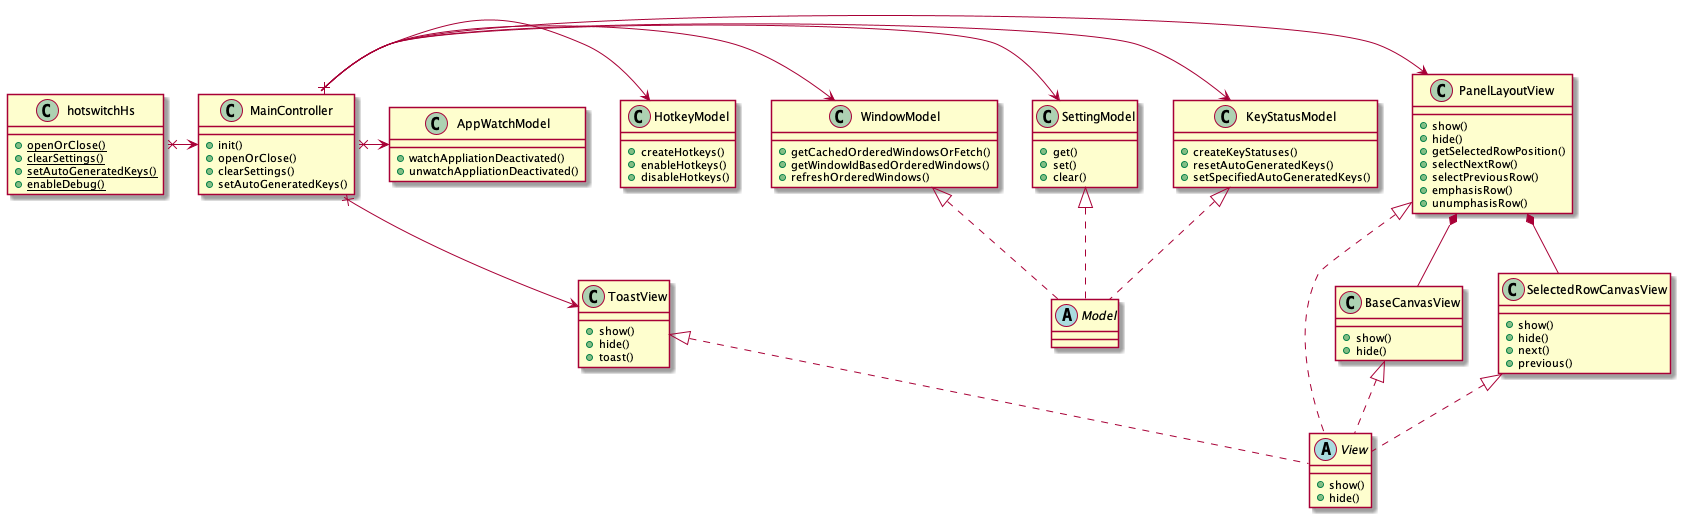 C hotswitchHs
openOrClose()
clearSettings()
setAutoGeneratedKeys()
enableDebug()
C MainController
init()
openOrClose()
clearSettings()
setAutoGeneratedKeys()
C AppWatchModel
watchAppliationDeactivated()
unwatchAppliationDeactivated()
C HotkeyModel
createHotkeys()
enableHotkeys()
disableHotkeys()
C WindowModel
getCachedOrderedWindowsOrFetch()
getWindowIdBasedOrderedWindows()
refreshOrderedWindows()
C SettingModel
get()
set()
clear()
C KeyStatusModel
createKeyStatuses()
resetAutoGeneratedKeys()
setSpecifiedAutoGeneratedKeys()
C PanelLayoutView
show()
hide()
getSelectedRowPosition()
selectNextRow()
selectPreviousRow()
emphasisRow()
unumphasisRow()
C ToastView
show()
hide()
toast()
A Model
C BaseCanvasView
show()
hide()
C SelectedRowCanvasView
show()
hide()
next()
previous()
A View
show()
hide()